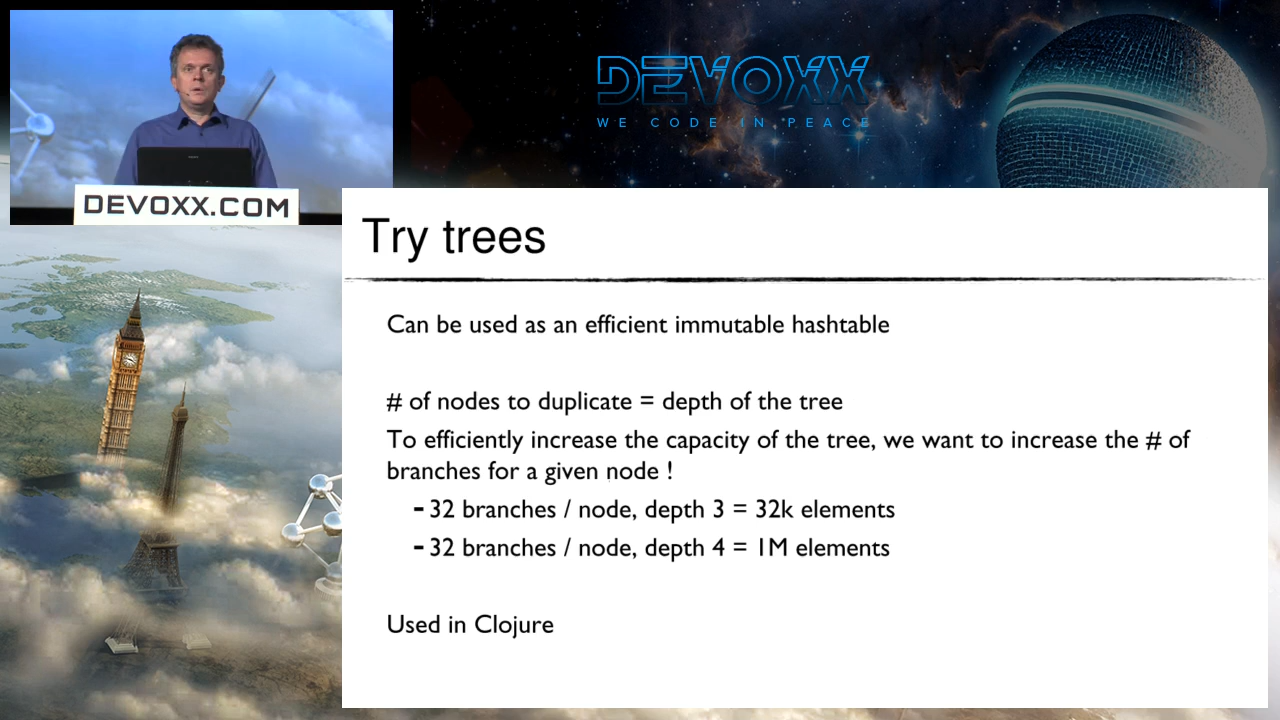 DEVOXX
WE CODE IN PEACE
DEVOXX.COM
Try trees
Can be used as an efficient immutable hashtable
# of nodes to duplicate = depth of the tree
To efficiently increase the capacity of the tree, we want to increase the # of
branches for a given node !
- 32 branches / node, depth 3 = 32k elements
- 32 branches / node, depth 4 = 1M elements
Used in Clojure